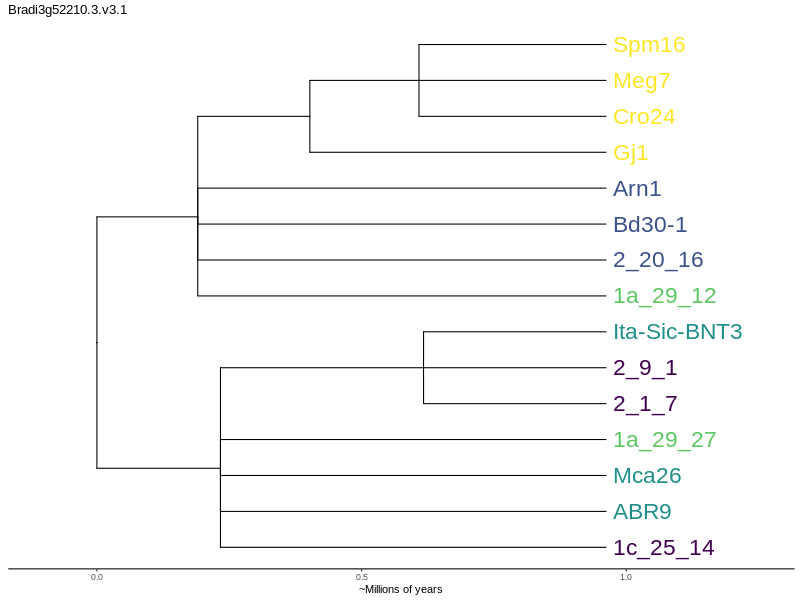 Bradi3g52210.3.v3.1
Spm16
Meg7
Cro24
Gj1
Arn1
Bd30-1
2_20_16
1a_29_12
Ita-Sic-BNT3
2_9_1
2_1_7
1a_29_27
Mca26
ABR9
1c_25_14
0.0 0.5 1.0
~Millions of years